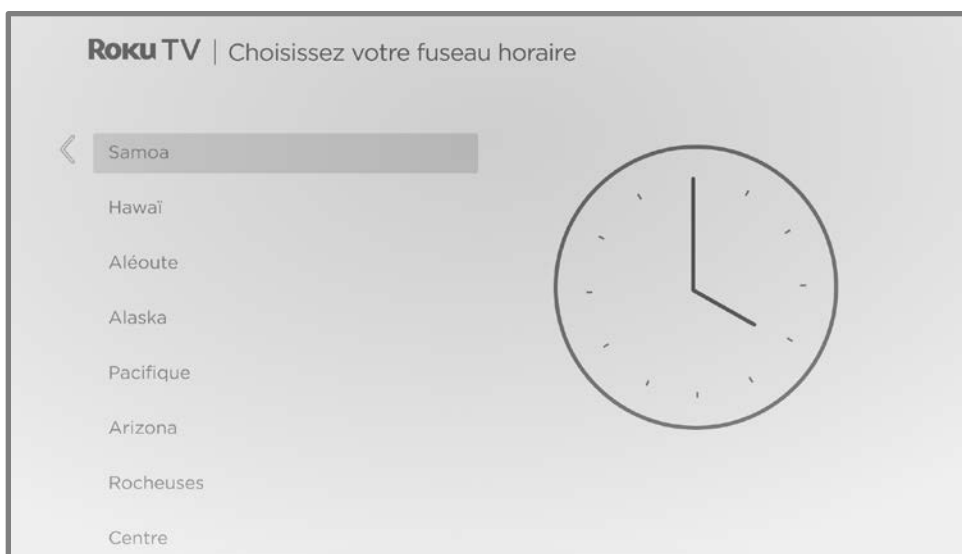 Roku TV | Choisissez votre fuseau horaire
Samoa
Hawaï
Aléoute
Alaska
Pacifique
Arizona
Rocheuses
Centre